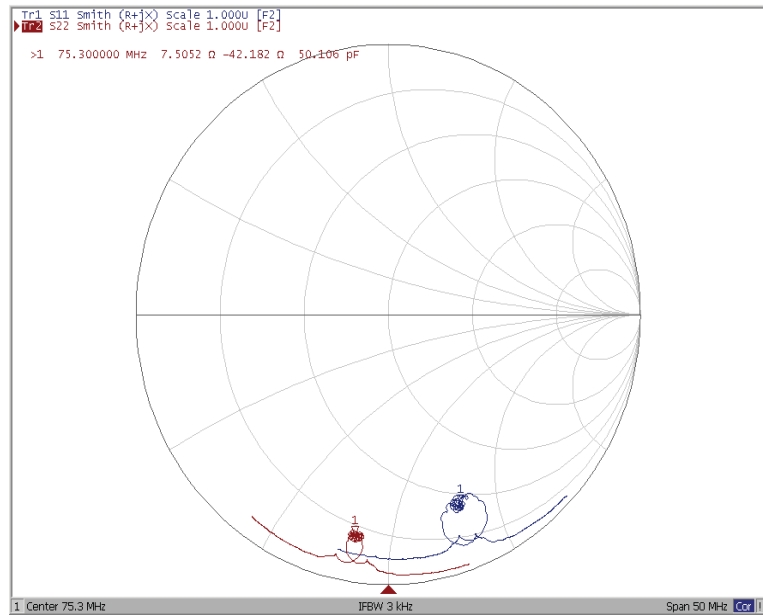 Tr1 S11 Smith (R+jX) Scale 1.000U [F2]
Tr2 S22 Smith (R+jX) Scale 1.000U [F2]
>1 75.300000 MHz 7.5052 Ω -42.182 Ω 50.106 pF
1
1
1 Center 75.3 MHz IFBW 3 kHz Span 50 MHz Cor !